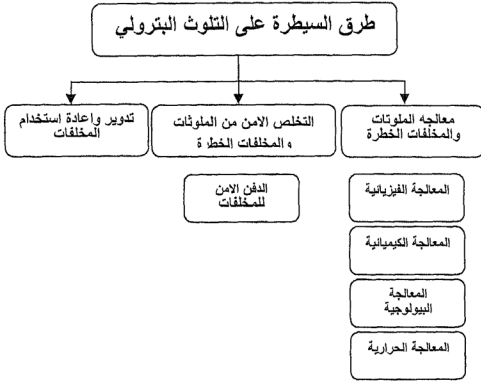 طرق السيطرة على التلوث البترولي
معالجه الملوثات
والمخلفات الخطرة
التخلص الامن من الملوثات
والمخلفات الخطرة
تدوير واعادة استخدام
المخلفات
المعالجة الفيزيائية
المعالجة الكيميائية
المعالجة
البيولوجية
المعالجة الحرارية
الدفن الامن
للمخلفات